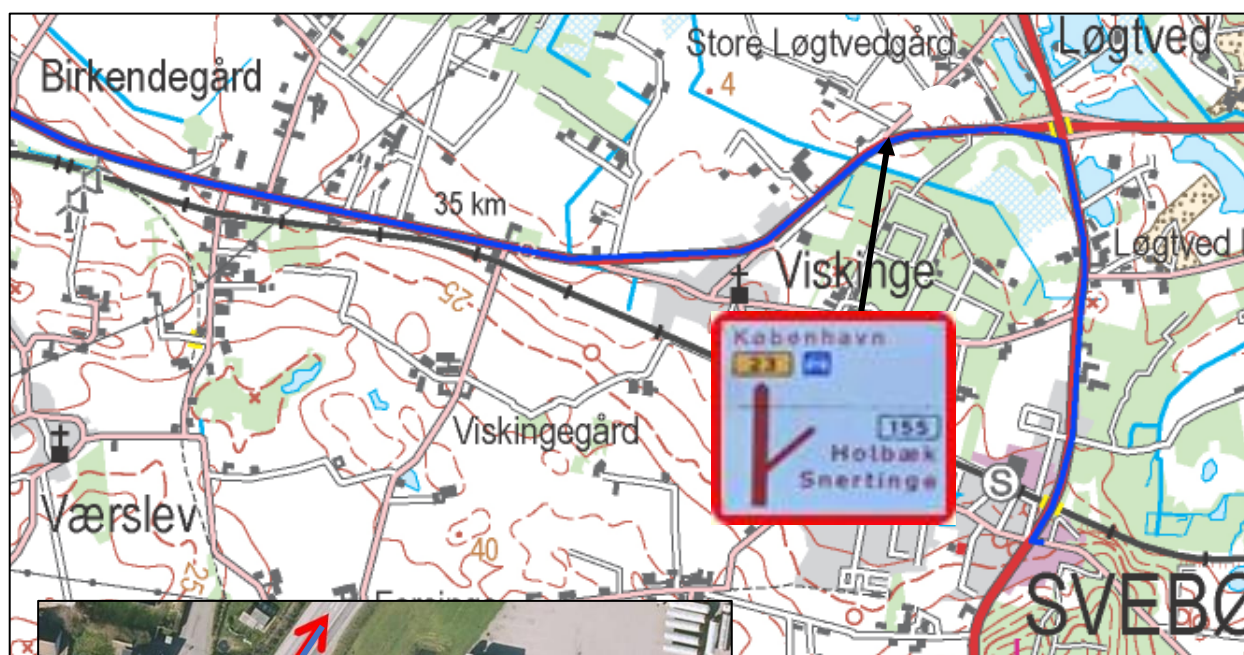 Store Løgtvedgård
Løgtved
Birkendegård
4
35 km
Løgtved
Viskinge
25
København
23
155
Holbæk
Snertinge
Viskingegård
S
Værslev
40
25
SVEBØ